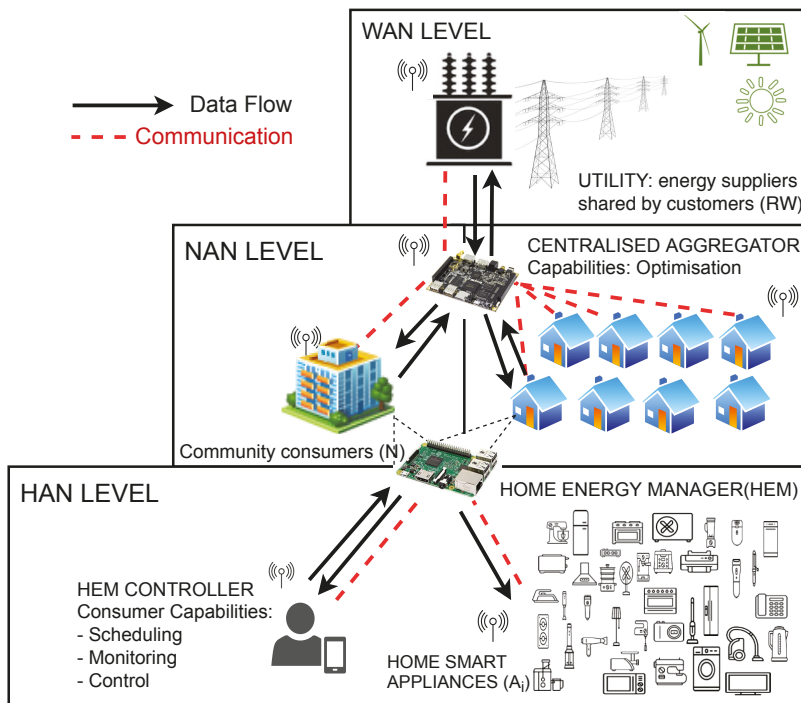 WAN LEVEL
Data Flow
Communication
UTILITY: energy suppliers
shared by customers (RW)
NAN LEVEL
CENTRALISED AGGREGATOR
Capabilities: Optimisation
Community consumers (N)
HAN LEVEL
HOME ENERGY MANAGER(HEM)
HEM CONTROLLER
Consumer Capabilities:
- Scheduling
- Monitoring
- Control
HOME SMART
APPLIANCES (Ai)